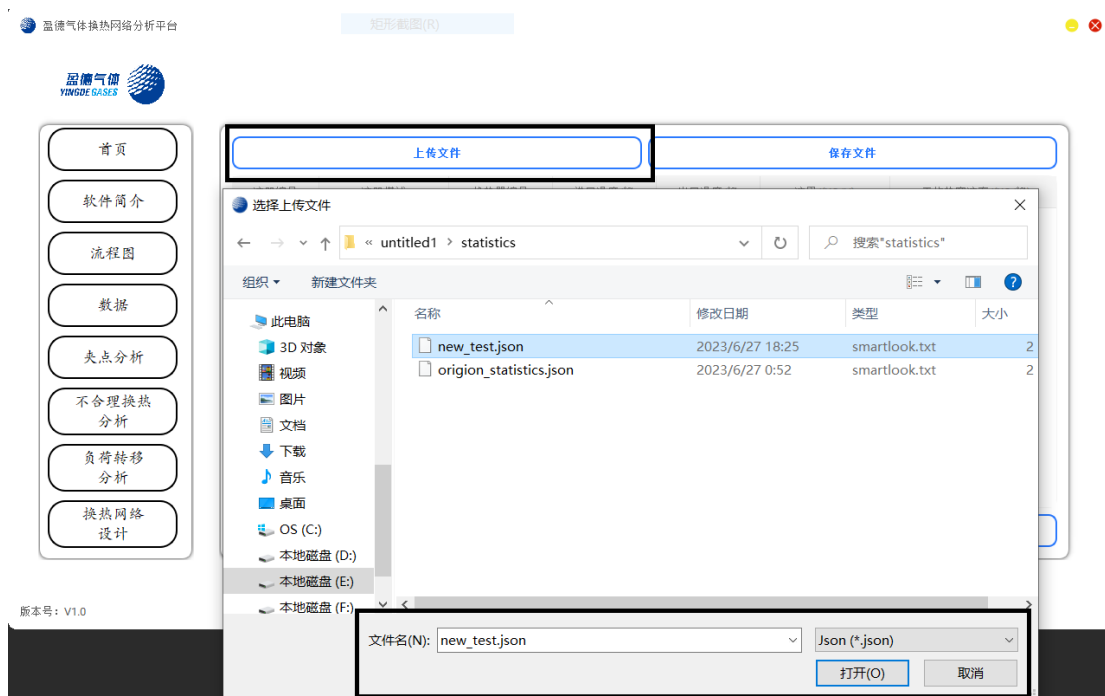 盈德气体换热网络分析平台
矩形截图(R)
盈德气体
YINGDE GASES
首页
软件简介
流程图
数据
夹点分析
不合理换热
分析
负荷转移
分析
换热网络
设计
版本号：V1.0
上传文件
保存文件
选择上传文件
« untitled1 > statistics
搜索"statistics"
组织
新建文件夹
?
此电脑
3D 对象
视频
图片
文档
下载
音乐
桌面
OS (C:)
本地磁盘 (D:)
本地磁盘 (E:)
本地磁盘 (F:)
名称 修改日期 类型 大小
new_test.json 2023/6/27 18:25 smartlook.txt 2
origion_statistics.json 2023/6/27 0:52 smartlook.txt 2
文件名(N): new_test.json Json (*.json)
打开(O) 取消